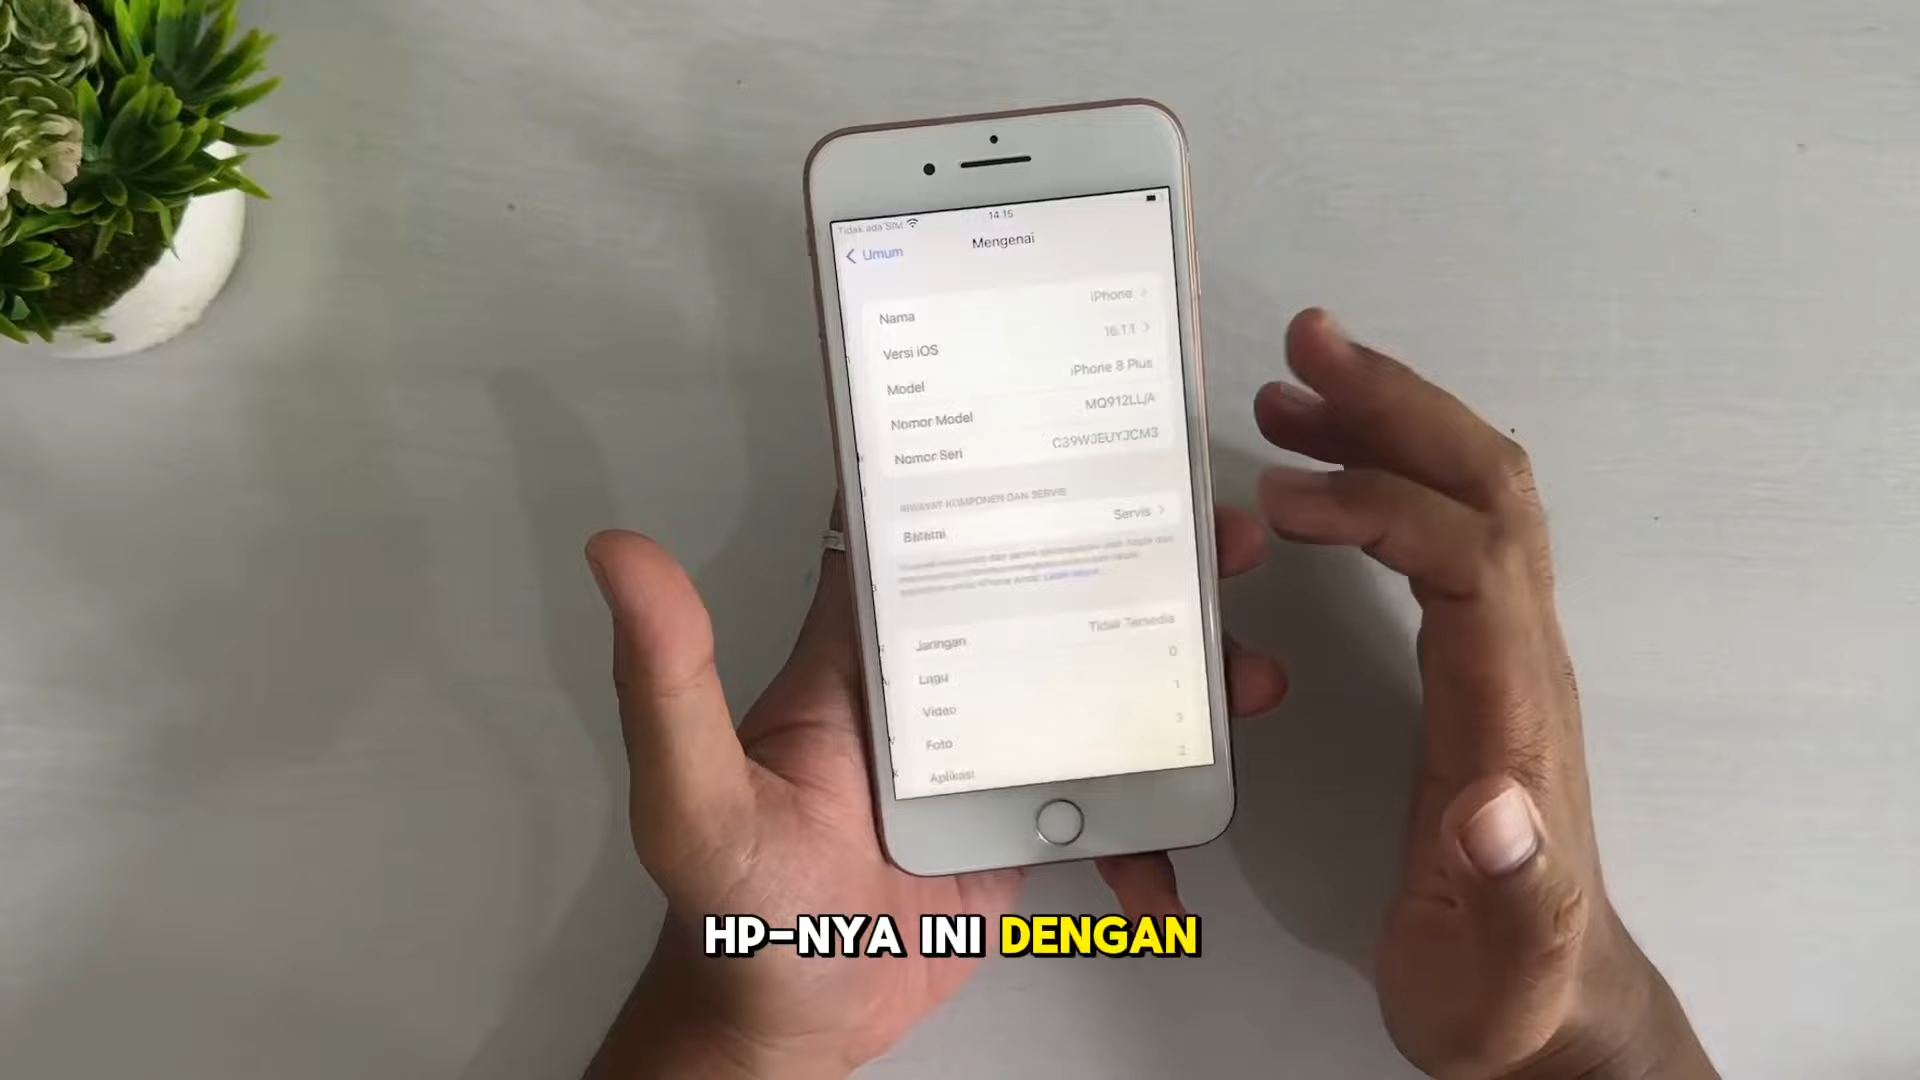 Tidak ada SIM
14.15
Umum
Mengenai
Nama
iPhone
Versi iOS
16.1.1
Model
iPhone 8 Plus
Nomor Model
MQ912LL/A
Nomor Seri
C39WJEUYJCM3
RIWAYAT KOMPONEN DAN SERVIS
Baterai
Servis
Jaringan
Tidak Tersedia
Lagu
0
Video
1
Foto
3
Aplikasi
2
HP-NYA INI DENGAN